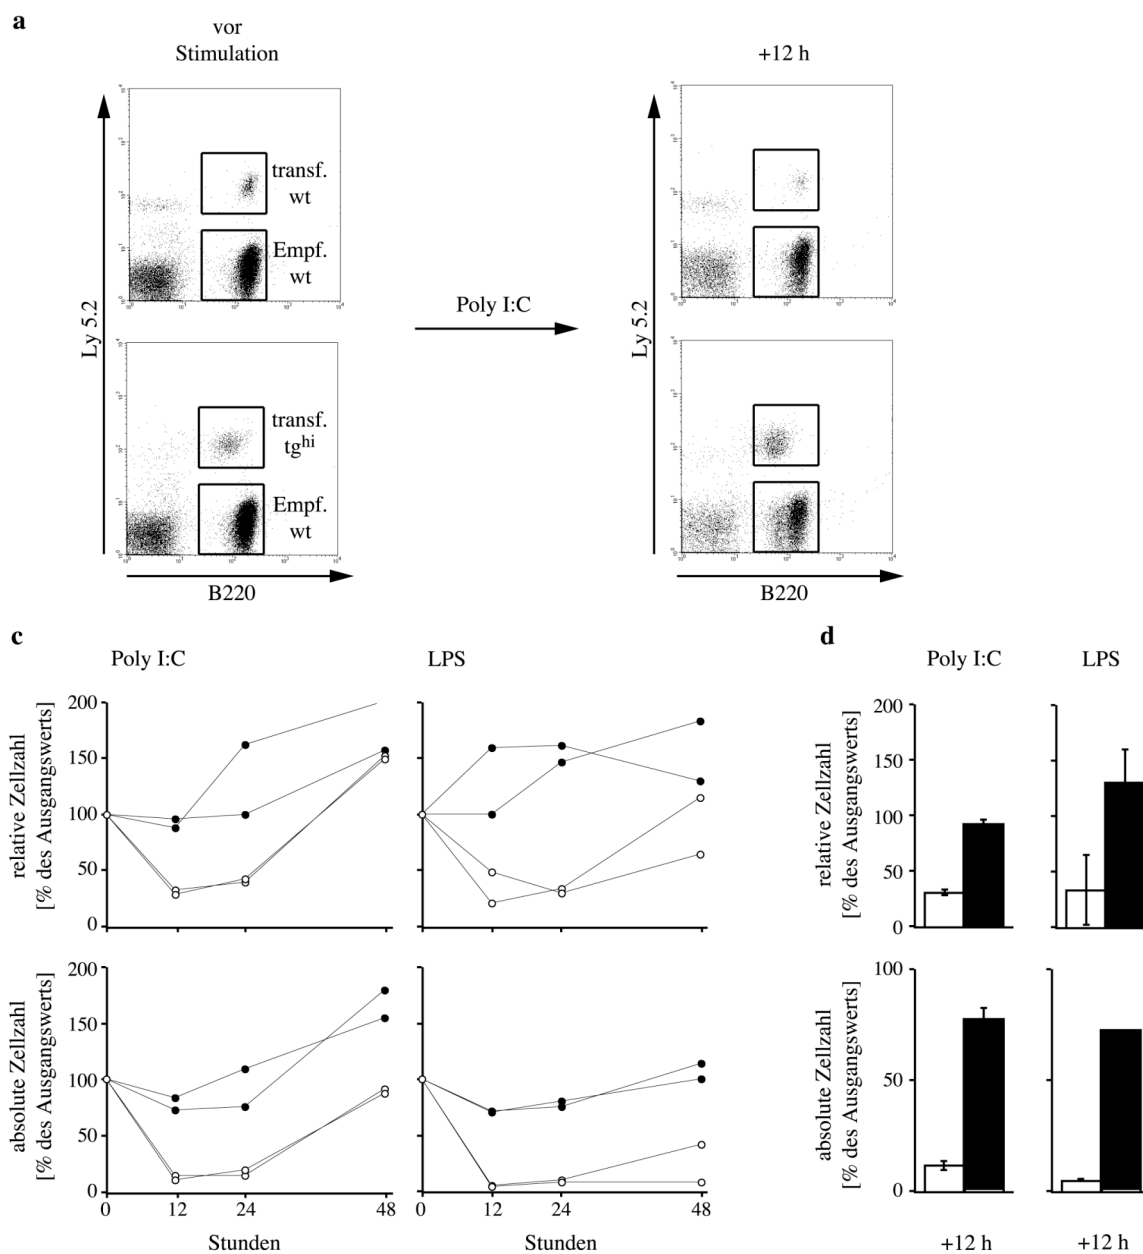 a
vor
Stimulation
+12 h
transf.
wt
Empf.
wt
Ly 5.2
Poly I:C
Ly 5.2
transf.
tg^hi
Empf.
wt
B220
B220
c
Poly I:C
LPS
d
Poly I:C
LPS
relative Zellzahl
[% des Ausgangswerts]
200
150
100
50
0
relative Zellzahl
[% des Ausgangswerts]
200
150
100
50
0
absolute Zellzahl
[% des Ausgangswerts]
200
150
100
50
0
0 12 24 48
0 12 24 48
Stunden
Stunden
absolute Zellzahl
[% des Ausgangswerts]
100
50
0
+12 h
+12 h